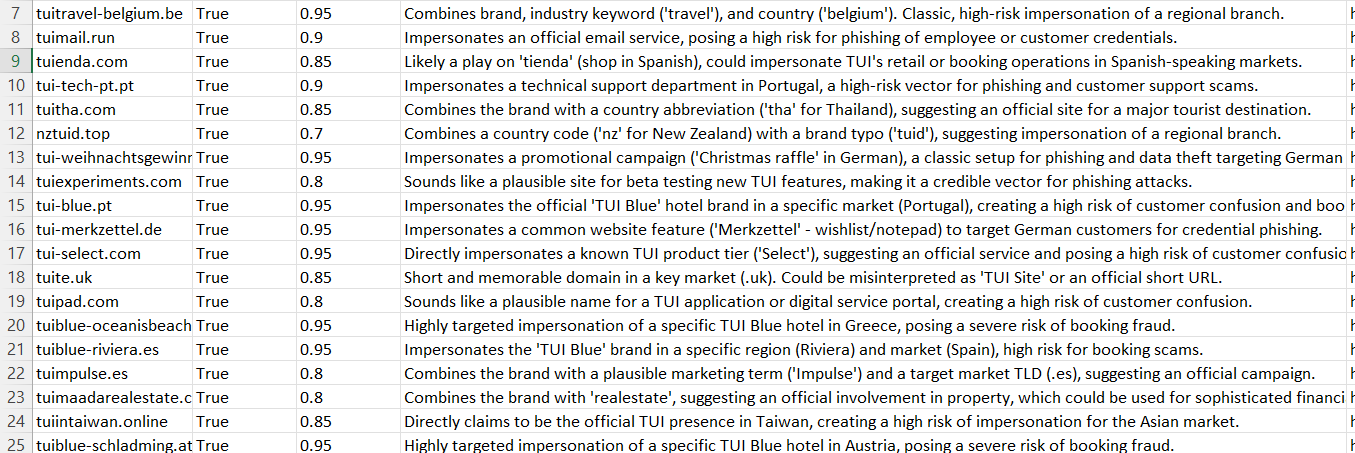 7 tuitravel-belgium.be True 0.95 Combines brand, industry keyword ('travel'), and country ('belgium'). Classic, high-risk impersonation of a regional branch.
8 tuimail.run True 0.9 Impersonates an official email service, posing a high risk for phishing of employee or customer credentials.
9 tuienda.com True 0.85 Likely a play on 'tienda' (shop in Spanish), could impersonate TUI's retail or booking operations in Spanish-speaking markets.
10 tui-tech-pt.pt True 0.9 Impersonates a technical support department in Portugal, a high-risk vector for phishing and customer support scams.
11 tuitha.com True 0.85 Combines the brand with a country abbreviation ('tha' for Thailand), suggesting an official site for a major tourist destination.
12 nztuid.top True 0.7 Combines a country code ('nz' for New Zealand) with a brand typo ('tuid'), suggesting impersonation of a regional branch.
13 tui-weihnachtsgewinn True 0.95 Impersonates a promotional campaign ('Christmas raffle' in German), a classic setup for phishing and data theft targeting German
14 tuiexperiments.com True 0.8 Sounds like a plausible site for beta testing new TUI features, making it a credible vector for phishing attacks.
15 tui-blue.pt True 0.95 Impersonates the official 'TUI Blue' hotel brand in a specific market (Portugal), creating a high risk of customer confusion and boo
16 tui-merkzettel.de True 0.95 Impersonates a common website feature ('Merkzettel' - wishlist/notepad) to target German customers for credential phishing.
17 tui-select.com True 0.95 Directly impersonates a known TUI product tier ('Select'), suggesting an official service and posing a high risk of customer confusic
18 tuite.uk True 0.85 Short and memorable domain in a key market (.uk). Could be misinterpreted as 'TUI Site' or an official short URL.
19 tuipad.com True 0.8 Sounds like a plausible name for a TUI application or digital service portal, creating a high risk of customer confusion.
20 tuiblue-oceanisbeach True 0.95 Highly targeted impersonation of a specific TUI Blue hotel in Greece, posing a severe risk of booking fraud.
21 tuiblue-riviera.es True 0.95 Impersonates the 'TUI Blue' brand in a specific region (Riviera) and market (Spain), high risk for booking scams.
22 tuimpulse.es True 0.8 Combines the brand with a plausible marketing term ('Impulse') and a target market TLD (.es), suggesting an official campaign.
23 tuimaadarealestate.c True 0.8 Combines the brand with 'realestate', suggesting an official involvement in property, which could be used for sophisticated financi
24 tuiintaiwan.online True 0.85 Directly claims to be the official TUI presence in Taiwan, creating a high risk of impersonation for the Asian market.
25 tuiblue-schladming.at True 0.95 Highly targeted impersonation of a specific TUI Blue hotel in Austria, posing a severe risk of booking fraud.